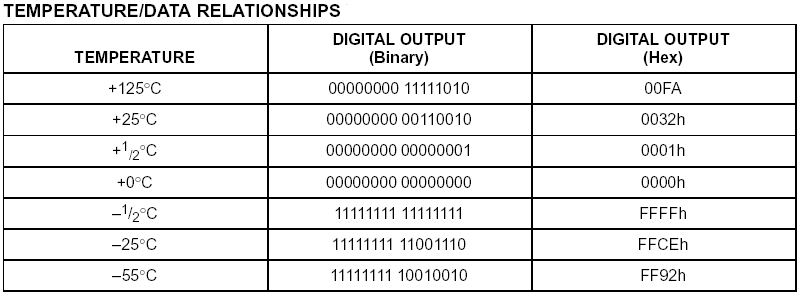 TEMPERATURE/DATA RELATIONSHIPS
TEMPERATURE DIGITAL OUTPUT (Binary) DIGITAL OUTPUT (Hex)
+125°C 00000000 11111010 00FA
+25°C 00000000 00110010 0032h
+1/2°C 00000000 00000001 0001h
+0°C 00000000 00000000 0000h
–1/2°C 11111111 11111111 FFFFh
–25°C 11111111 11001110 FFCEh
–55°C 11111111 10010010 FF92h